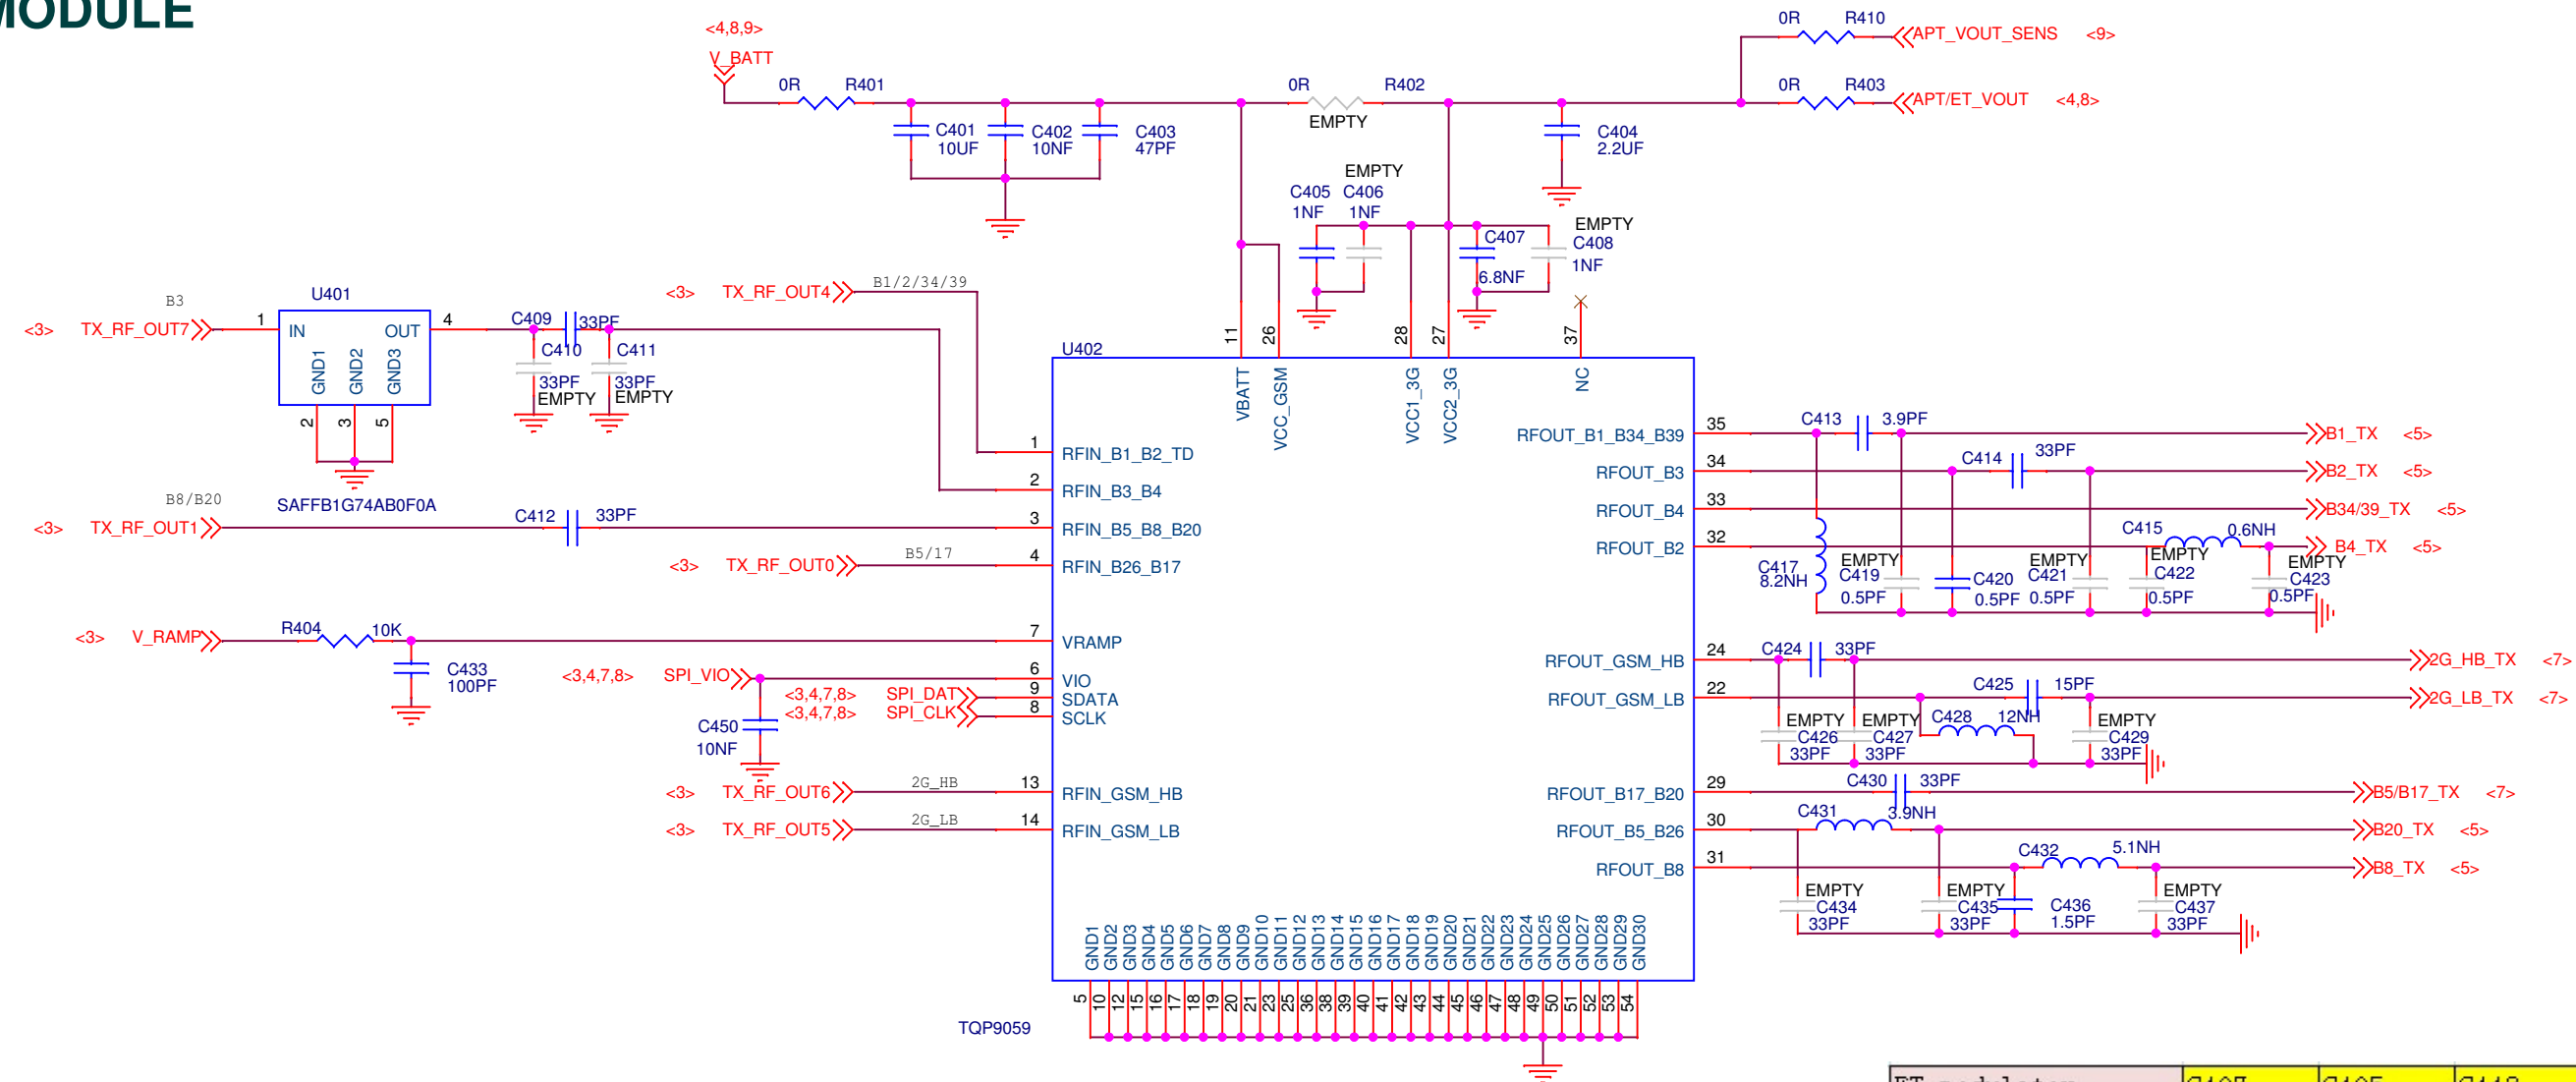 MODULE
<4,8,9>
V_BATT
0R R401
0R R402
EMPTY
0R R410
APT_VOUT_SENS <9>
0R R403
APT/ET_VOUT <4,8>
C401
10UF
C402
10NF
C403
47PF
C404
2.2UF
EMPTY
C405 C406
1NF 1NF
C407
6.8NF
EMPTY
C408
1NF
B3
<3> TX_RF_OUT7
U401
1 IN
OUT 4
GND1
GND2
GND3
2
3
5
SAFFB1G74AB0F0A
C409 33PF
C410
33PF
EMPTY
C411
33PF
EMPTY
<3> TX_RF_OUT4
B1/2/34/39
B8/B20
<3> TX_RF_OUT1
C412 33PF
<3> TX_RF_OUT0
B5/17
<3> V_RAMP
R404 10K
C433
100PF
<3,4,7,8> SPI_VIO
<3,4,7,8> SPI_DAT
<3,4,7,8> SPI_CLK
C450
10NF
<3> TX_RF_OUT6
2G_HB
<3> TX_RF_OUT5
2G_LB
U402
11 VBATT
26 VCC_GSM
28 VCC1_3G
27 VCC2_3G
37 NC
1 RFIN_B1_B2_TD
2 RFIN_B3_B4
3 RFIN_B5_B8_B20
4 RFIN_B26_B17
7 VRAMP
6 VIO
9 SDATA
8 SCLK
13 RFIN_GSM_HB
14 RFIN_GSM_LB
RFOUT_B1_B34_B39 35
RFOUT_B3 34
RFOUT_B4 33
RFOUT_B2 32
RFOUT_GSM_HB 24
RFOUT_GSM_LB 22
RFOUT_B17_B20 29
RFOUT_B5_B26 30
RFOUT_B8 31
GND1 GND2 GND3 GND4 GND5 GND6 GND7 GND8 GND9 GND10 GND11 GND12 GND13 GND14 GND15 GND16 GND17 GND18 GND19 GND20 GND21 GND22 GND23 GND24 GND25 GND26 GND27 GND28 GND29 GND30
5 10 12 15 16 17 18 19 20 21 23 25 36 38 39 40 41 42 43 44 45 46 47 48 49 50 51 52 53 54
TQP9059
C413 3.9PF
B1_TX <5>
C414 33PF
B2_TX <5>
B34/39_TX <5>
C415 0.6NH
B4_TX <5>
C417
8.2NH
EMPTY
C419
0.5PF
C420
0.5PF
EMPTY
C421
0.5PF
EMPTY
C422
0.5PF
EMPTY
C423
0.5PF
C424 33PF
2G_HB_TX <7>
C425 15PF
2G_LB_TX <7>
EMPTY
C426
33PF
EMPTY
C427
33PF
C428 12NH
EMPTY
C429
33PF
C430 33PF
B5/B17_TX <7>
C431 3.9NH
B20_TX <5>
C432 5.1NH
B8_TX <5>
EMPTY
C434
33PF
EMPTY
C435
33PF
C436
1.5PF
EMPTY
C437
33PF